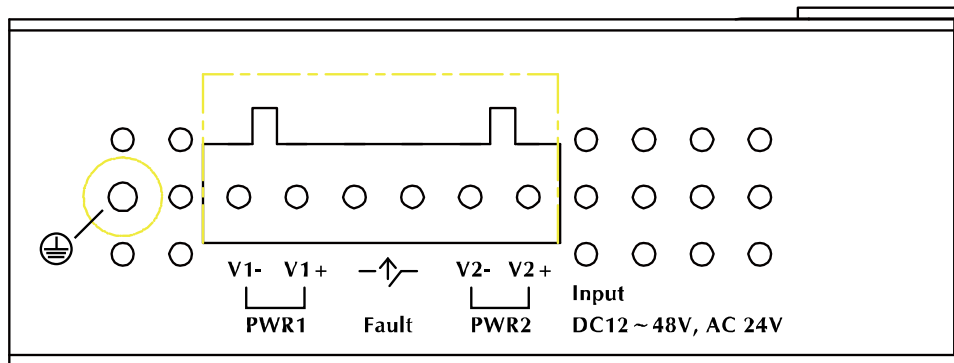 V1- V1+ V2- V2+
Input
PWR1 Fault PWR2 DC12 ~ 48V, AC 24V